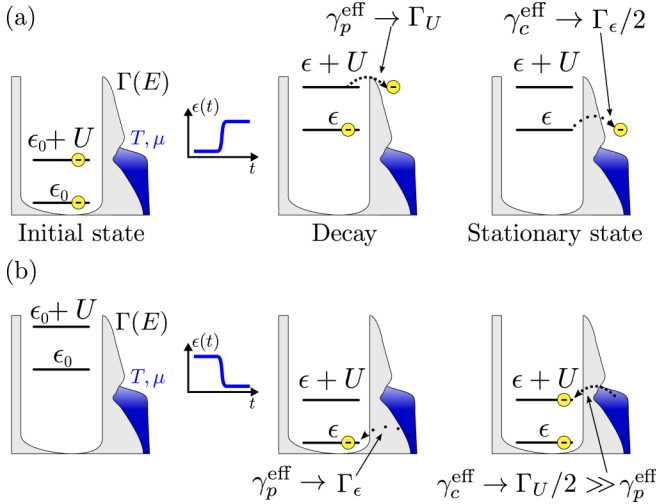 (a)
γ_p^eff → Γ_U
γ_c^eff → Γ_ϵ/2
Γ(E)
ϵ(t)
ϵ + U
ϵ + U
ϵ₀ + U
T, μ
t
ϵ
ϵ
ϵ₀
Initial state
Decay
Stationary state
(b)
ϵ₀ + U
Γ(E)
ϵ(t)
ϵ₀
T, μ
t
ϵ + U
ϵ + U
ϵ
ϵ
γ_p^eff → Γ_ϵ
γ_c^eff → Γ_U/2 ≫ γ_p^eff